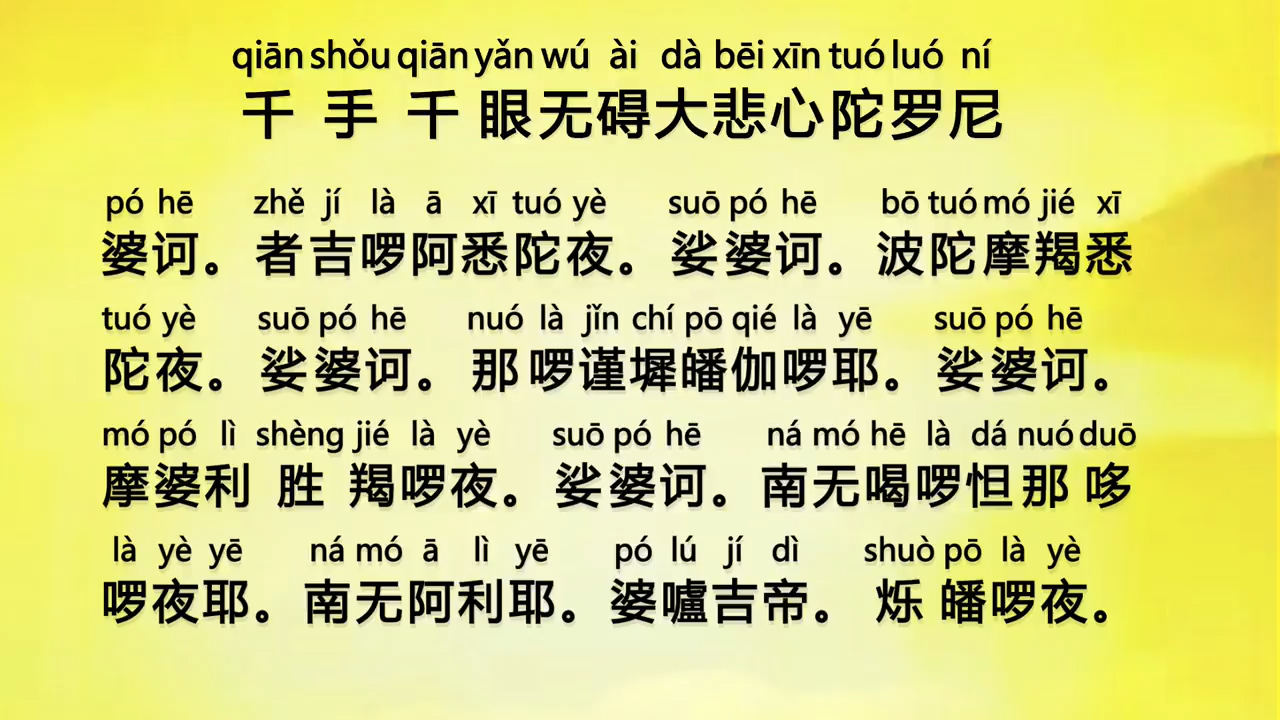 qiān shǒu qiān yǎn wú ài dà bēi xīn tuó luó ní
千手千眼无碍大悲心陀罗尼
pó hē zhě jí là ā xī tuó yè suō pó hē bō tuó mó jié xī
婆诃。者吉啰阿悉陀夜。娑婆诃。波陀摩羯悉
tuó yè suō pó hē nuó là jǐn chí pō qié là yē suō pó hē
陀夜。娑婆诃。那啰谨墀皤伽啰耶。娑婆诃。
mó pó lì shèng jié là yè suō pó hē ná mó hē là dá nuó duō
摩婆利胜羯啰夜。娑婆诃。南无喝啰怛那哆
là yè yē ná mó ā lì yē pó lú jí dì shuò pō là yè
啰夜耶。南无阿利耶。婆嚧吉帝。烁皤啰夜。